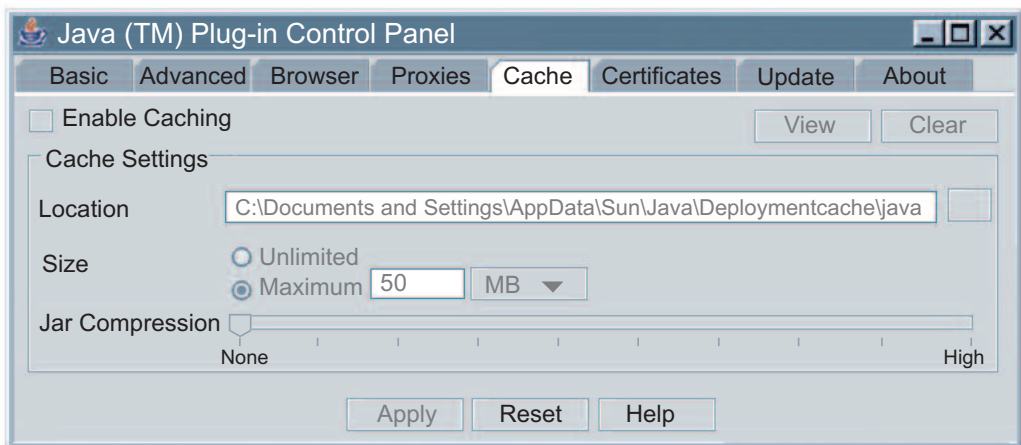 Java (TM) Plug-in Control Panel
Basic Advanced Browser Proxies Cache Certificates Update About
Enable Caching View Clear
Cache Settings
Location C:\Documents and Settings\AppData\Sun\Java\Deploymentcache\java
Size Unlimited
Maximum 50 MB
Jar Compression
None High
Apply Reset Help